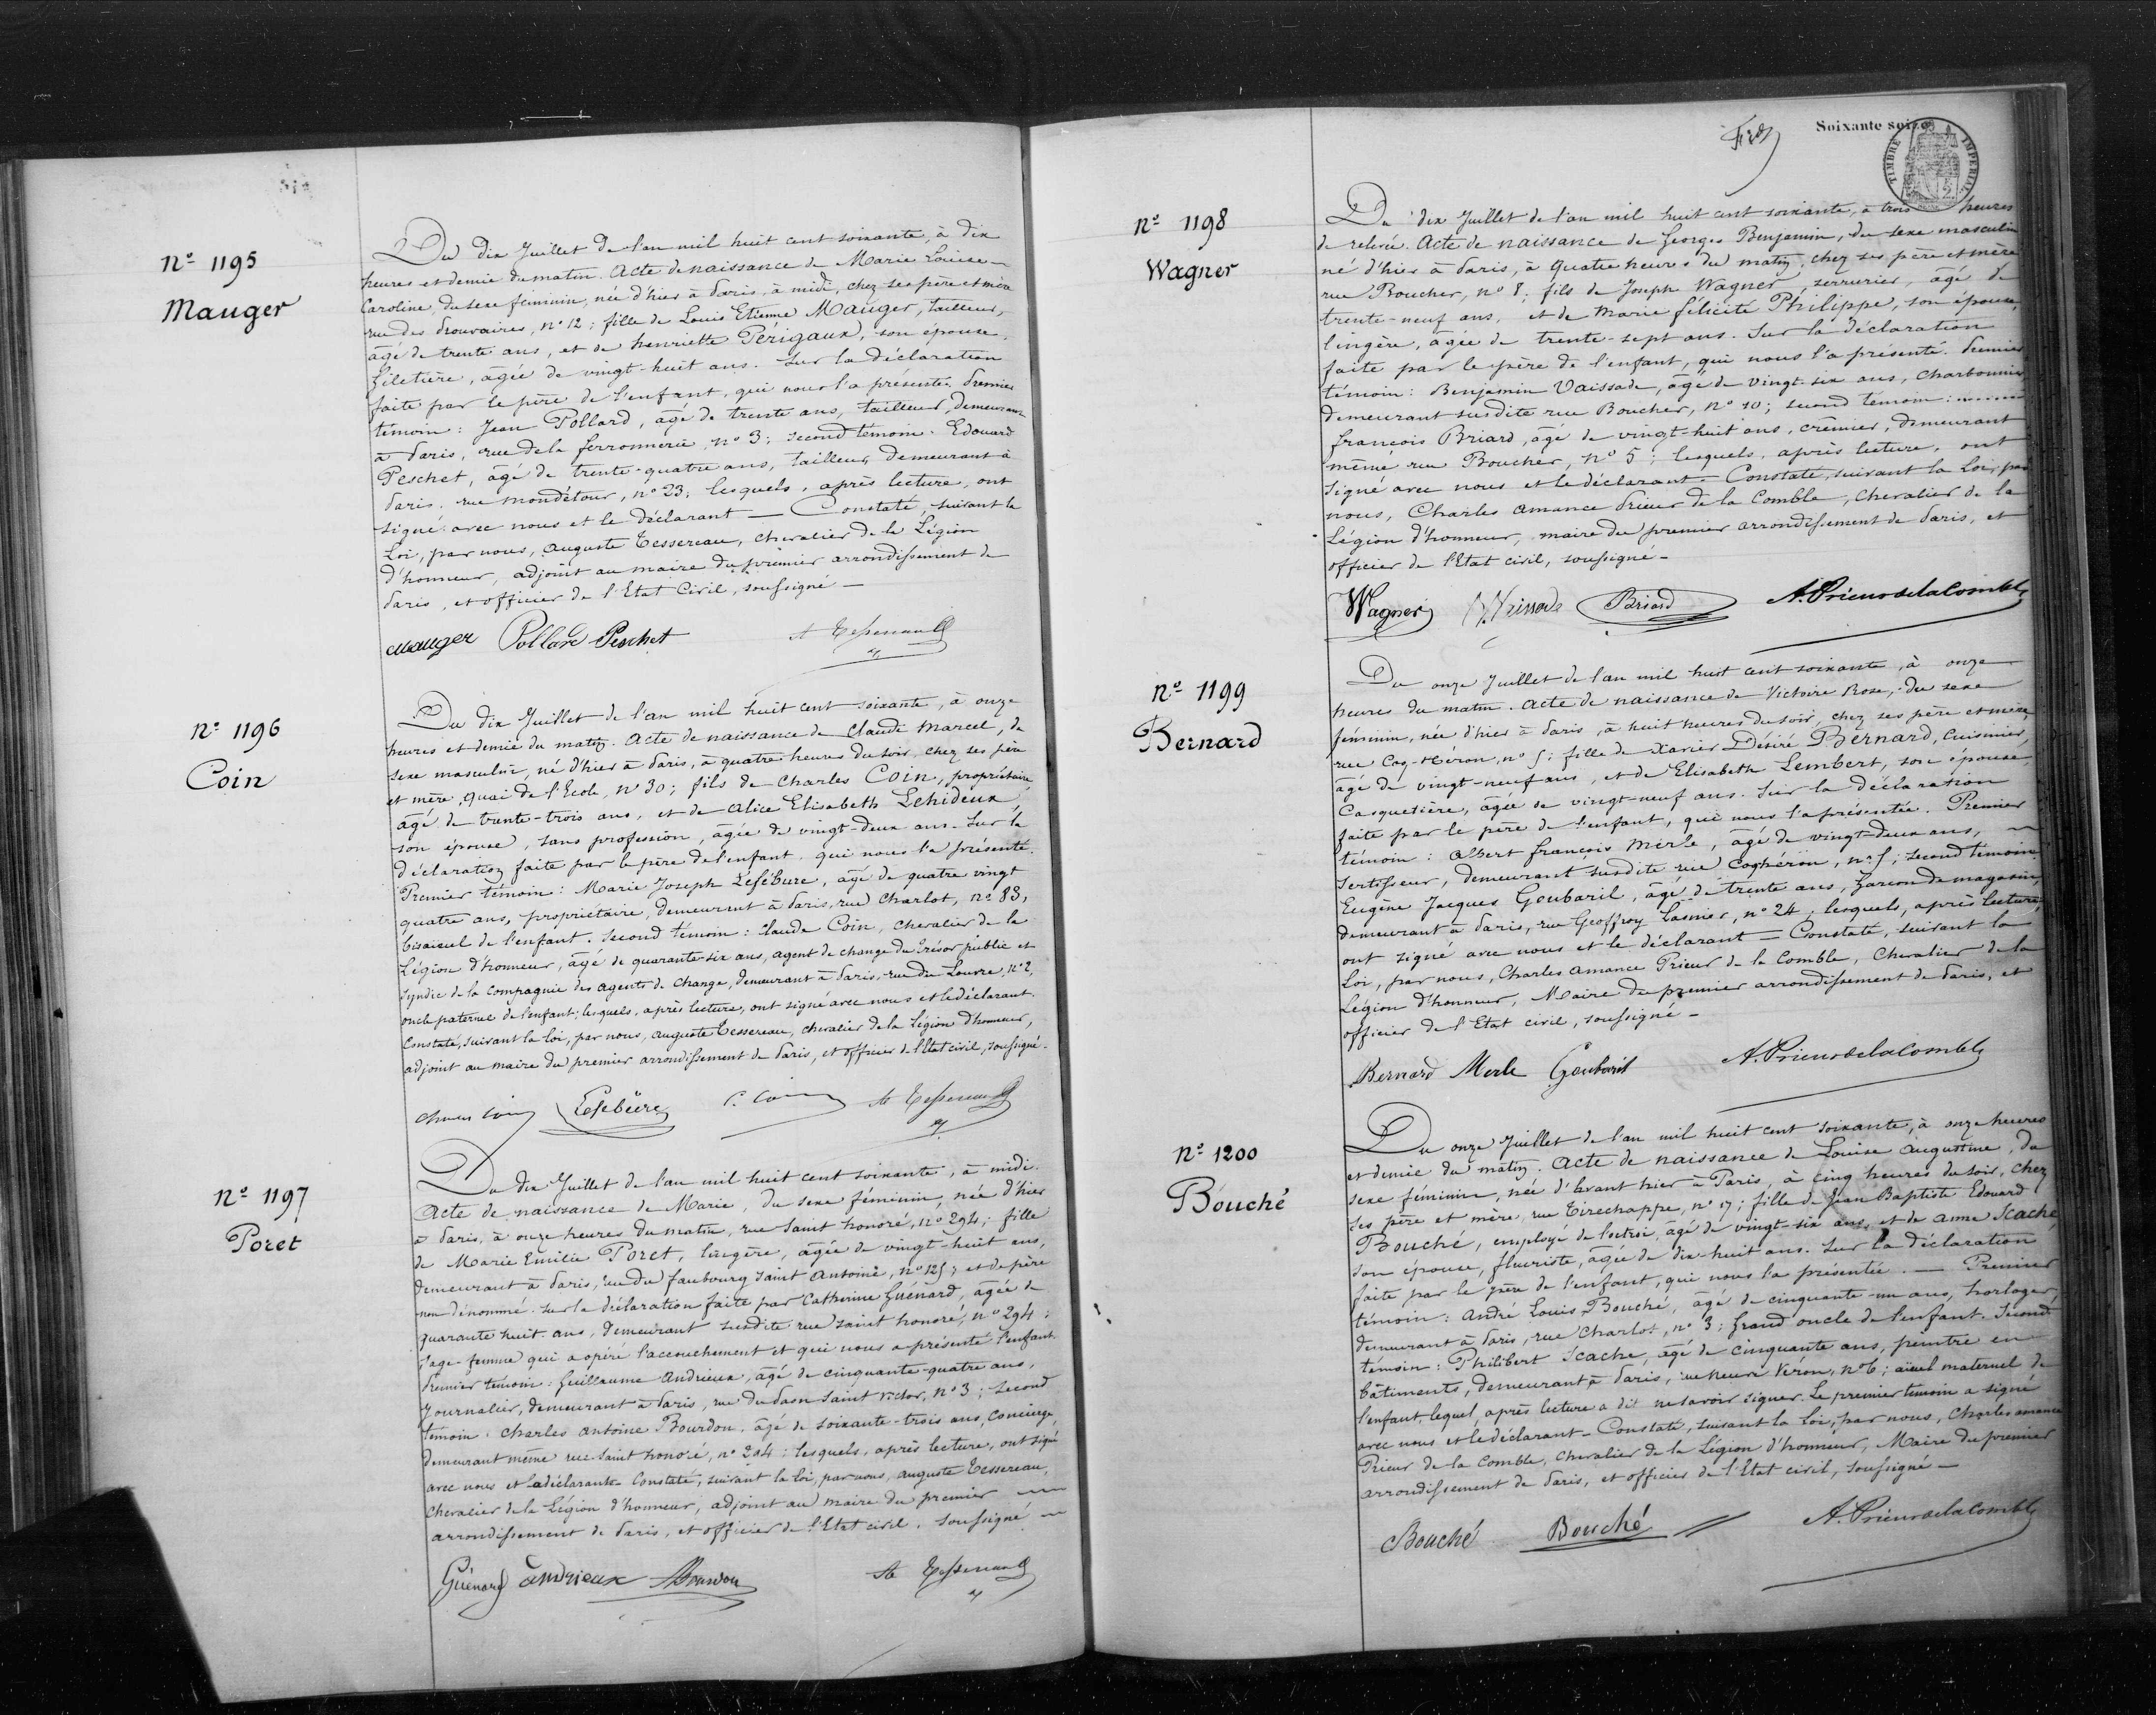 nº 1195
Mauger
Du dix Juillet de l'an mil huit cent soixante, à dix
heures et demie du matin. Acte de naissance de Marie Louise
Caroline, du sexe féminin, née d'hier à Paris, à midi, chez ses père et mère
rue des Prouvaires, nº 12; fille de Louis Etienne Mauger, tailleur,
âgé de trente ans, et de henriette Périgaux, son épouse,
Giletière, âgée de vingt-huit ans. Sur la déclaration
faite par le père de l'enfant, qui nous l'a présentée. Premier
témoin: Jean Pollard, âgé de trente ans, tailleur, demeurant
à Paris, rue de la ferronnerie nº 3; second témoin: Edouard
Peschet, âgé de trente-quatre ans, tailleur, demeurant à
Paris, rue mondétour, nº 23; lesquels, après lecture, ont
signé avec nous et le déclarant — Constaté, suivant la
Loi, par nous, Auguste Tessereau, chevalier de la Légion
d'honneur, adjoint au maire du premier arrondissement de
Paris, et officier de l'Etat Civil, soussigné —
Mauger Pollard Peschet A Tessereau
nº 1196
Coin
Du dix Juillet de l'an mil huit cent soixante, à onze
heures et demie du matin. Acte de naissance de Claude Marcel, de
sexe masculin, né d'hier à Paris, à quatre heures du soir, chez ses père
et mère, quai de l'Ecole, nº 30; fils de Charles Coin, propriétaire,
âgé de trente-trois ans, et de Alice Elisabeth Lehideux,
son épouse, sans profession, âgée de vingt-deux ans. Sur la
déclaration faite par le père de l'enfant, qui nous l'a présenté.
Premier témoin: Marie Joseph Lefébure, âgé de quatre vingt
quatre ans, propriétaire, demeurant à Paris, rue Charlot, nº 83,
bisaïeul de l'enfant. Second témoin: Claude Coin, chevalier de la
Légion d'honneur, âgé de quarante-six ans, agent de change du Trésor public et
Syndic de la Compagnie des agents de change, demeurant à Paris, rue du Louvre, nº 2,
oncle paternel de l'enfant; lesquels, après lecture, ont signé avec nous et le déclarant.
Constaté, suivant la loi, par nous, auguste Tessereau, chevalier de la Légion d'honneur,
adjoint au maire du premier arrondissement de Paris, et officier de l'Etat civil, soussigné.
Charles Coin Lefebure C. Coin A Tessereau
nº 1197
Poret
Du dix Juillet de l'an mil huit cent soixante, à midi.
Acte de naissance de Marie, du sexe féminin, née d'hier
à Paris, à onze heures du matin, rue Saint honoré, nº 294; fille
de Marie Emilie Poret, lingère, âgée de vingt-huit ans,
demeurant à Paris, rue du faubourg Saint Antoine, nº 125; et de père
non dénommé. Sur la déclaration faite par Catherine Guénard, âgée de
quarante huit ans, demeurant susdite rue Saint honoré, nº 294;
sage-femme qui a opéré l'accouchement et qui nous a présenté l'enfant.
Premier témoin: Guillaume Andrieux, âgé de cinquante-quatre ans,
Journalier, demeurant à Paris, rue du Paon Saint Victor, nº 3; Second
témoin: Charles Antoine Bourdon, âgé de soixante-trois ans, Concierge,
demeurant même rue Saint honoré, nº 294: lesquels, après lecture, ont signé
avec nous et la déclarante. Constaté, suivant la loi, par nous, Auguste Tessereau,
Chevalier de la Légion d'honneur, adjoint au maire du premier
arrondissement de Paris, et officier de l'Etat civil, soussigné
Guénard Andrieux Bourdon A Tessereau
Soixante seize
TIMBRE IMPERIAL
nº 1198
Wagner
Du dix Juillet de l'an mil huit cent soixante, à trois heures
de relevée. Acte de naissance de Georges Benjamin, du sexe masculin
né d'hier à Paris, à quatre heures du matin, chez ses père et mère
rue Boucher, nº 8; fils de Joseph Wagner, serrurier, âgé de
trente-neuf ans, et de Marie félicité Philippe, son épouse,
lingère, âgée de trente-sept ans. Sur la déclaration
faite par le père de l'enfant, qui nous l'a présenté. Premier
témoin: Benjamin Vaissade, âgé de vingt-six ans, Charbonnier
demeurant susdite rue Boucher, nº 10; second témoin: ........
françois Briard, âgé de vingt-huit ans, crémier, demeurant
même rue Boucher, nº 5; lesquels, après lecture, ont
signé avec nous et le déclarant — Constaté, suivant la Loi, par
nous, Charles Amance Prieur de la Comble, Chevalier de la
Légion d'honneur, maire du premier arrondissement de Paris, et
officier de l'Etat civil, soussigné —
Wagner Vaissade Briard A. Prieur de la Comble
nº 1199
Bernard
Du onze Juillet de l'an mil huit cent soixante, à onze
heures du matin. Acte de naissance de Victoire Rose, du sexe
féminin, née d'hier à Paris, à huit heures du soir, chez ses père et mère,
rue Coq-Héron, nº 5; fille de Xavier Désiré Bernard, Cuisinier,
âgé de vingt-neuf ans, et de Elisabeth Lembert, son épouse,
Casquetière, âgée de vingt-neuf ans. Sur la déclaration
faite par le père de l'enfant, qui nous l'a présentée. Premier
témoin: Albert françois Merle, âgé de vingt-deux ans,
Sertisseur, demeurant susdite rue Coqhéron, nº 5; second témoin
Eugène Jacques Goubaril, âgé de trente ans, Garçon de magasin,
demeurant à Paris, rue Geoffroy Lasnier, nº 24, lesquels, après lecture,
ont signé avec nous et le déclarant = Constaté, suivant la
Loi, par nous, Charles Amance Prieur de la Comble, Chevalier de la
Légion d'honneur, Maire du premier arrondissement de Paris, et
officier de l'Etat civil, soussigné —
Bernard Merle Goubaril A. Prieur de la Comble
nº 1200
Bouché
Du onze Juillet de l'an mil huit cent soixante, à onze heures
et demie du matin. Acte de naissance de Louise Augustine, du
sexe féminin, née d'avant hier à Paris, à cinq heures du soir, chez
ses père et mère, rue Tirechappe, nº 17; fille de Jean Baptiste Edouard
Bouché, employé de l'octroi, âgé de vingt-six ans, et de Anne Scache,
son épouse, fleuriste, âgée de dix-huit ans. Sur la déclaration
faite par le père de l'enfant, qui nous l'a présentée. — Premier
témoin: André Louis Bouché, âgé de cinquante-un ans, horloger,
demeurant à Paris, rue Charlot, nº 3; Grand oncle de l'enfant. Second
témoin: Philibert Scache, âgé de cinquante ans, peintre en
bâtiments, demeurant à Paris, rue neuve Véron, nº 6; aïeul maternel de
l'enfant, lequel, après lecture a dit ne savoir signer. Le premier témoin a signé
avec nous et le déclarant — Constaté, suivant la loi, par nous, Charles amance
Prieur de la Comble, Chevalier de la Légion d'honneur, Maire du premier
arrondissement de Paris, et officier de l'Etat civil, soussigné —
Bouché Bouché A. Prieur de la Comble